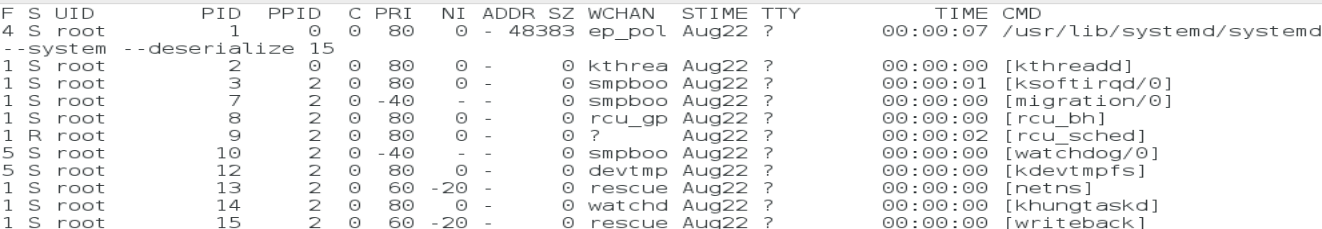 F S UID        PID  PPID  C PRI  NI ADDR SZ WCHAN  STIME TTY          TIME CMD
4 S root         1     0  0  80   0 - 48383 ep_pol Aug22 ?        00:00:07 /usr/lib/systemd/systemd
--system --deserialize 15
1 S root         2     0  0  80   0 -     0 kthrea Aug22 ?        00:00:00 [kthreadd]
1 S root         3     2  0  80   0 -     0 smpboo Aug22 ?        00:00:01 [ksoftirqd/0]
1 S root         7     2  0 -40   - -     0 smpboo Aug22 ?        00:00:00 [migration/0]
1 S root         8     2  0  80   0 -     0 rcu_gp Aug22 ?        00:00:00 [rcu_bh]
1 R root         9     2  0  80   0 -     0 ?      Aug22 ?        00:00:02 [rcu_sched]
5 S root        10     2  0 -40   - -     0 smpboo Aug22 ?        00:00:00 [watchdog/0]
5 S root        12     2  0  80   0 -     0 devtmp Aug22 ?        00:00:00 [kdevtmpfs]
1 S root        13     2  0  60 -20 -     0 rescue Aug22 ?        00:00:00 [netns]
1 S root        14     2  0  80   0 -     0 watchd Aug22 ?        00:00:00 [khungtaskd]
1 S root        15     2  0  60 -20 -     0 rescue Aug22 ?        00:00:00 [writeback]